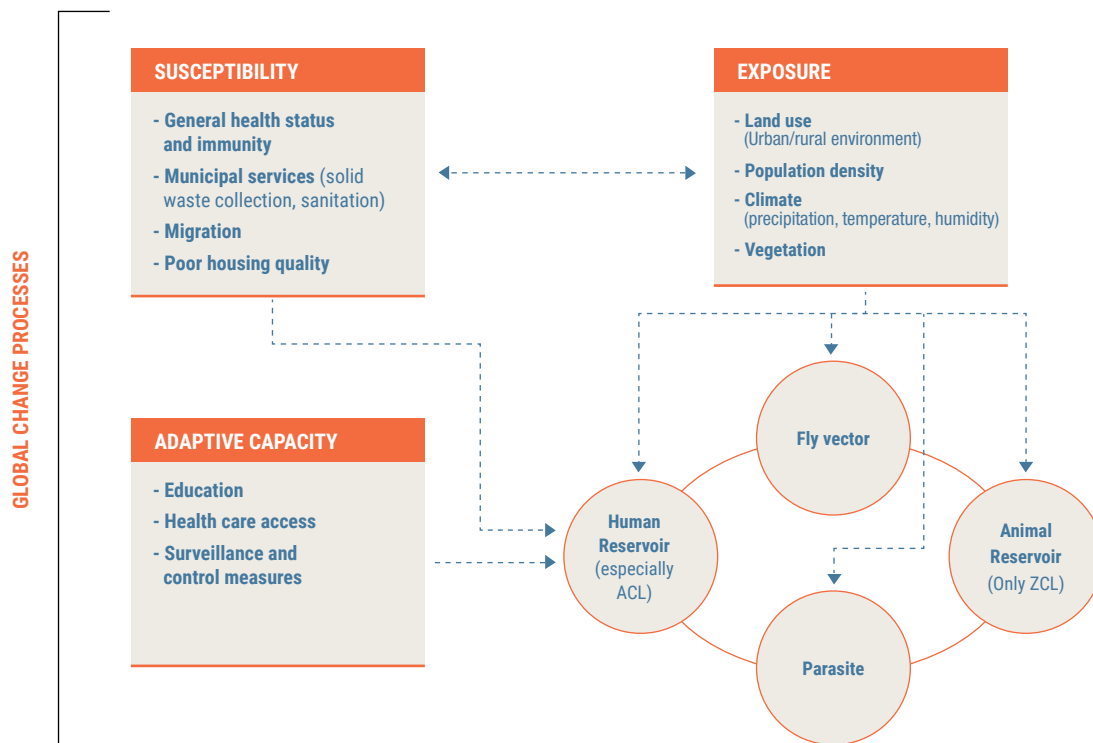 GLOBAL CHANGE PROCESSES
SUSCEPTIBILITY
- General health status
and immunity
- Municipal services (solid
waste collection, sanitation)
- Migration
- Poor housing quality
EXPOSURE
- Land use
(Urban/rural environment)
- Population density
- Climate
(precipitation, temperature, humidity)
- Vegetation
ADAPTIVE CAPACITY
- Education
- Health care access
- Surveillance and
control measures
Fly vector
Human
Reservoir
(especially
ACL)
Animal
Reservoir
(Only ZCL)
Parasite